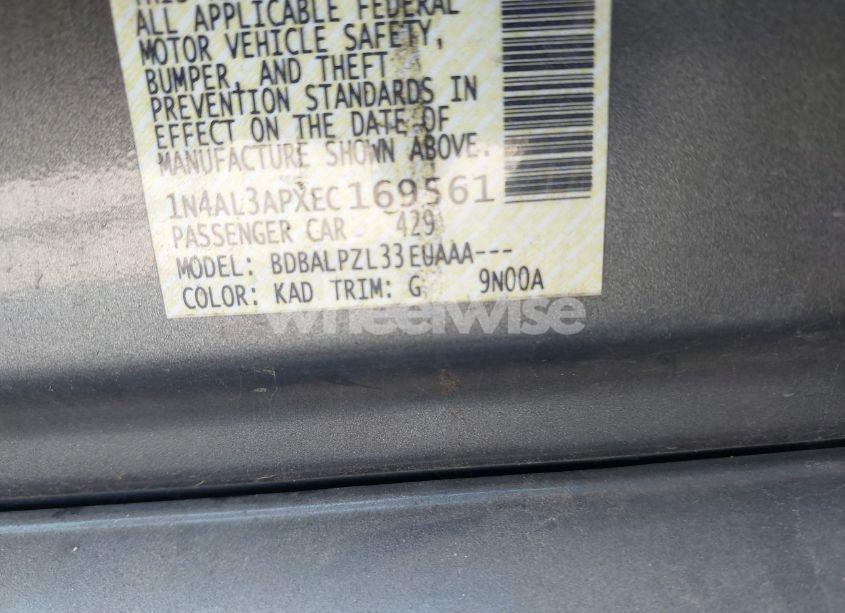 ALL APPLICABLE FEDERAL
MOTOR VEHICLE SAFETY,
BUMPER, AND THEFT
PREVENTION STANDARDS IN
EFFECT ON THE DATE OF
MANUFACTURE SHOWN ABOVE.
1N4AL3APXEC169561
PASSENGER CAR 429
MODEL: BDBALPZL33EUAAA---
COLOR: KAD TRIM: G 9N00A
wheelwise